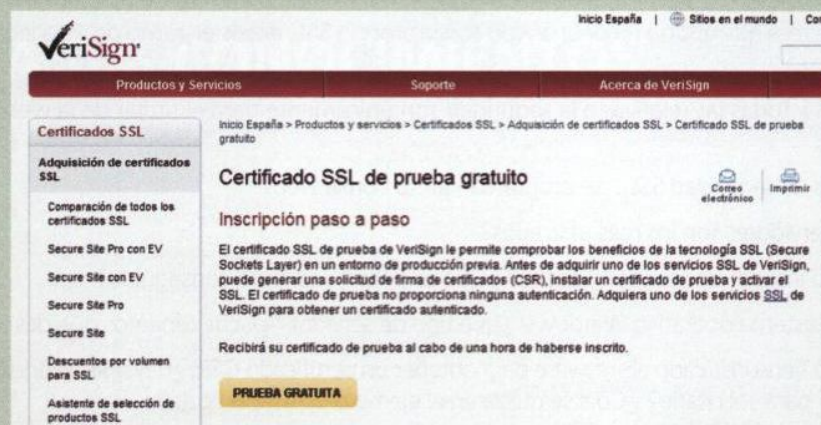 Inicio España | Sitios en el mundo |
VeriSign
Productos y Servicios Soporte Acerca de VeriSign
Certificados SSL
Adquisición de certificados
SSL
Comparación de todos los
certificados SSL
Secure Site Pro con EV
Secure Site con EV
Secure Site Pro
Secure Site
Descuentos por volumen
para SSL
Asistente de selección de
productos SSL
Inicio España > Productos y servicios > Certificados SSL > Adquisición de certificados SSL > Certificado SSL de prueba
gratuito
Certificado SSL de prueba gratuito
Correo
electrónico
Imprimir
Inscripción paso a paso
El certificado SSL de prueba de VeriSign le permite comprobar los beneficios de la tecnología SSL (Secure
Sockets Layer) en un entorno de producción previa. Antes de adquirir uno de los servicios SSL de VeriSign,
puede generar una solicitud de firma de certificados (CSR), instalar un certificado de prueba y activar el
SSL. El certificado de prueba no proporciona ninguna autenticación. Adquiera uno de los servicios SSL de
VeriSign para obtener un certificado autenticado.
Recibirá su certificado de prueba al cabo de una hora de haberse inscrito.
PRUEBA GRATUITA